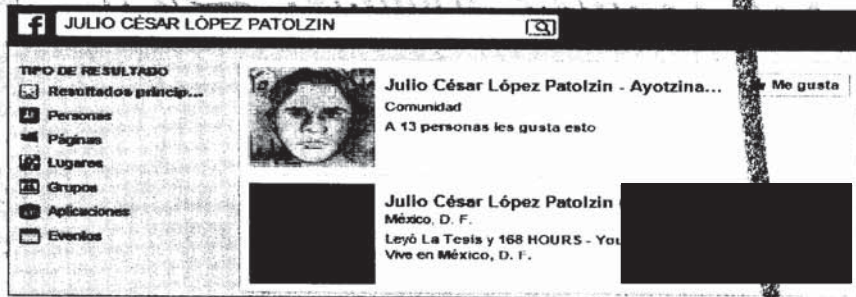 f JULIO CÉSAR LÓPEZ PATOLZIN
TIPO DE RESULTADO
Resultados princip...
Personas
Páginas
Lugares
Grupos
Aplicaciones
Eventos
Julio César López Patolzin - Ayotzina...
Comunidad
A 13 personas les gusta esto
Me gusta
Julio César López Patolzin
México, D. F.
Leyó La Tesis y 168 HOURS - You
Vive en México, D. F.